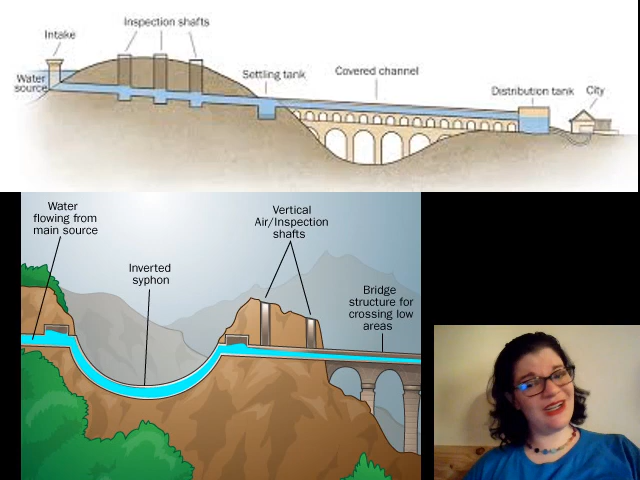 Inspection shafts
Intake
Water
source
Settling tank
Covered channel
Distribution tank
City
Water
flowing from
main source
Vertical
Air/Inspection
shafts
Inverted
syphon
Bridge
structure for
crossing low
areas